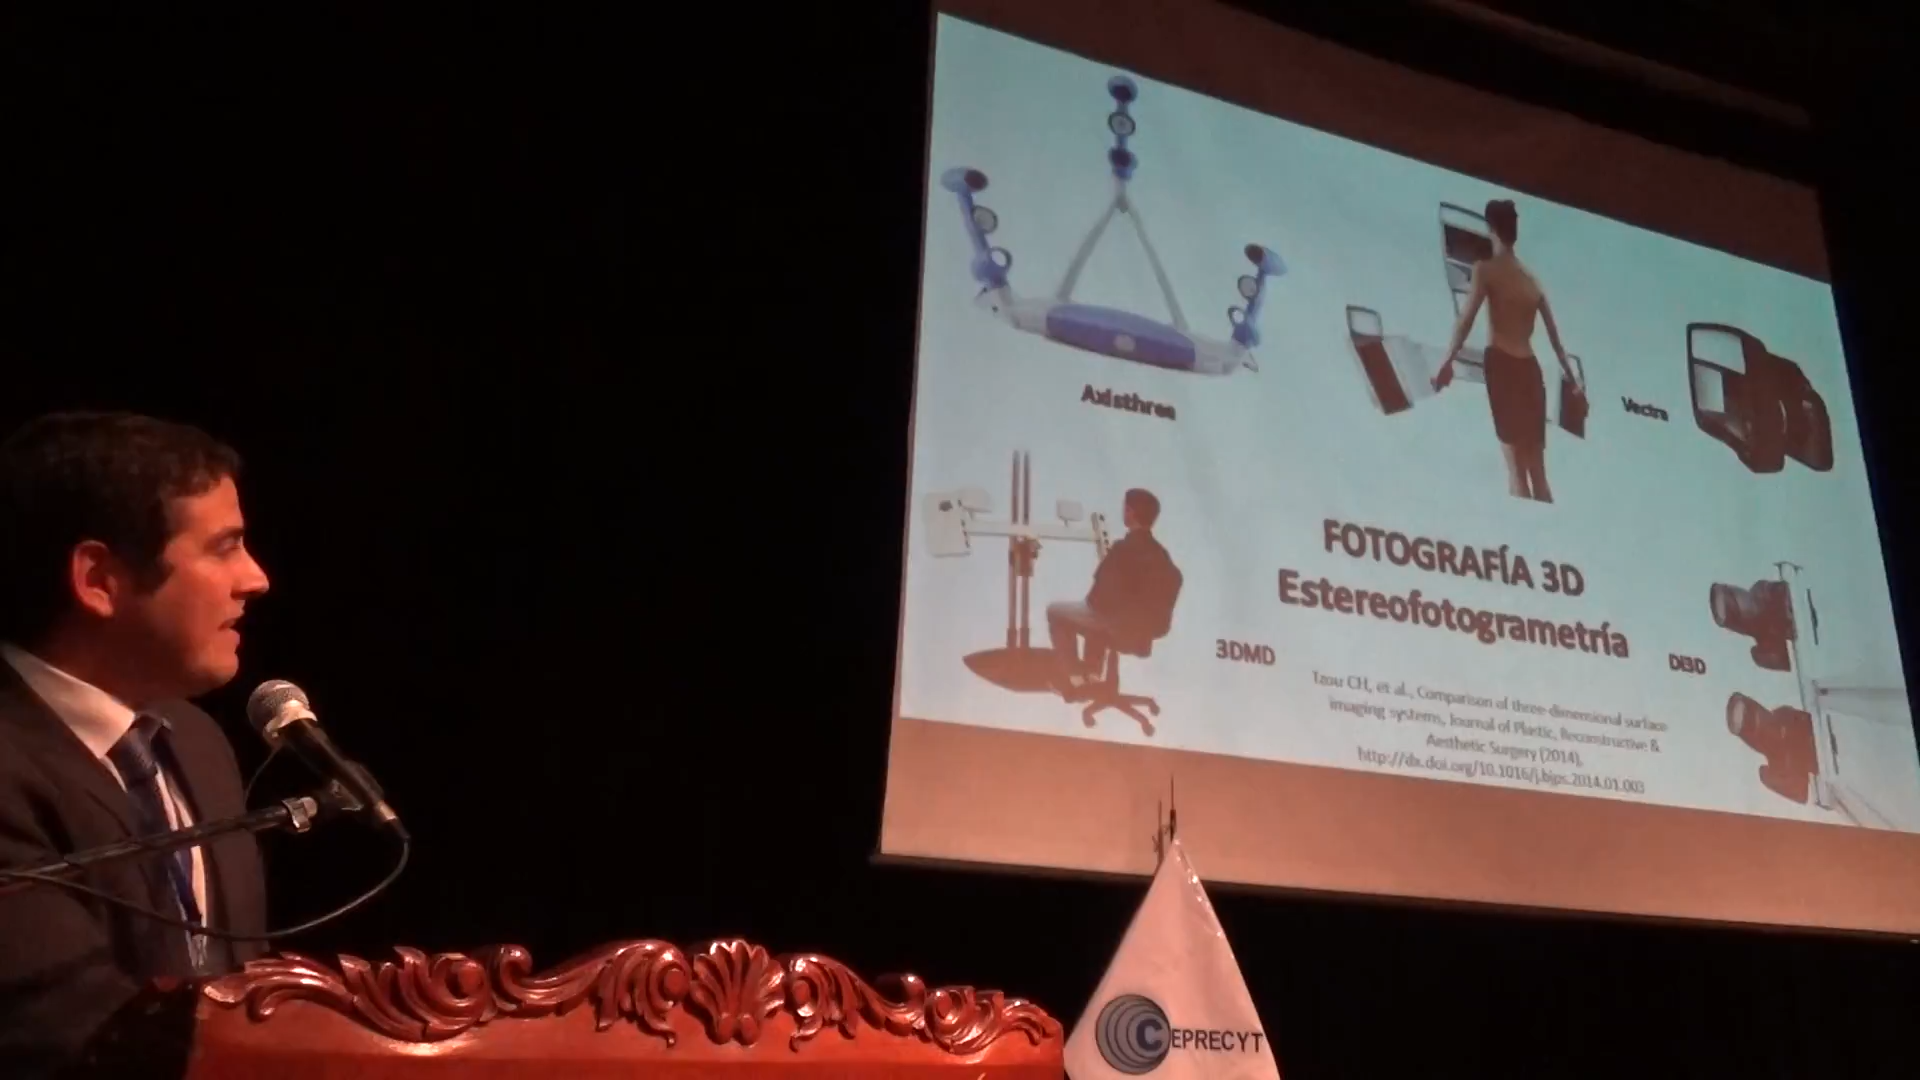 Axisthree
Vectra
FOTOGRAFÍA 3D
Estereofotogrametría
3DMD
DI3D
Tzou CH, et al., Comparison of three-dimensional surface
imaging systems, Journal of Plastic, Reconstructive &
Aesthetic Surgery (2014),
http://dx.doi.org/10.1016/j.bjps.2014.01.003
CEPRECYT